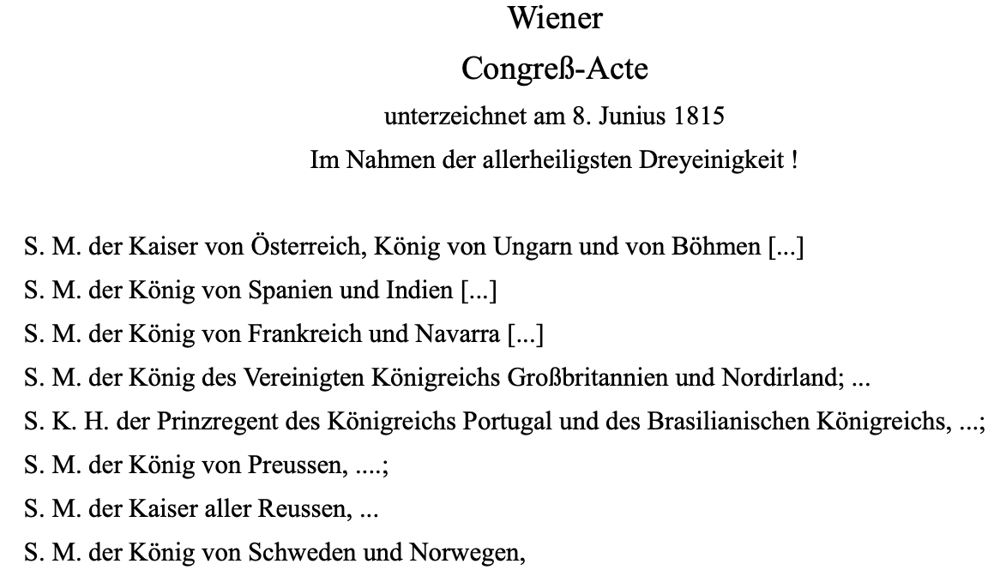 Wiener
Congreß-Acte
unterzeichnet am 8. Junius 1815
Im Nahmen der allerheiligsten Dreyeinigkeit !
S. M. der Kaiser von Österreich, König von Ungarn und von Böhmen [...]
S. M. der König von Spanien und Indien [...]
S. M. der König von Frankreich und Navarra [...]
S. M. der König des Vereinigten Königreichs Großbritannien und Nordirland; ...
S. K. H. der Prinzregent des Königreichs Portugal und des Brasilianischen Königreichs, ...;
S. M. der König von Preussen, ....;
S. M. der Kaiser aller Reussen, ...
S. M. der König von Schweden und Norwegen,